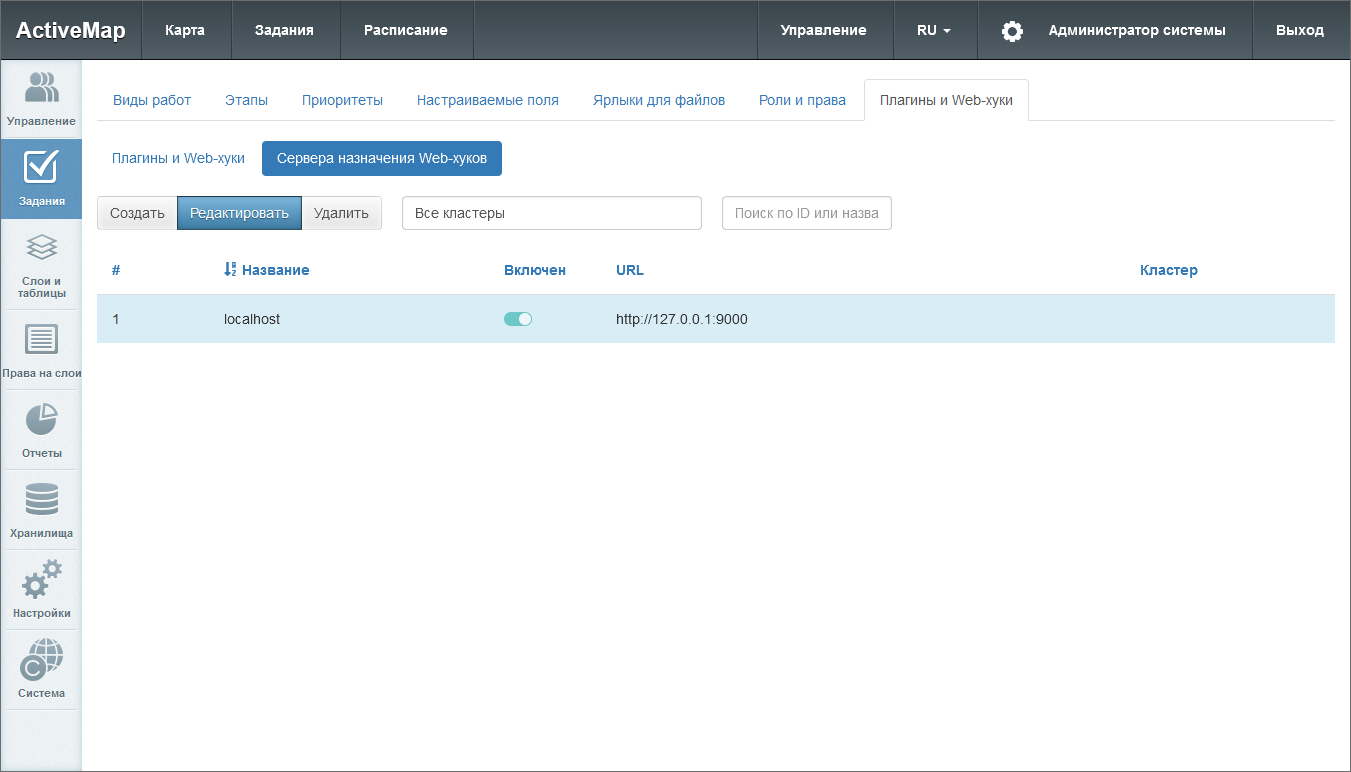 ActiveMap Карта Задания Расписание Управление RU Администратор системы Выход
Управление
Задания
Слои и
таблицы
Права на слои
Отчеты
Хранилища
Настройки
Система
Виды работ Этапы Приоритеты Настраиваемые поля Ярлыки для файлов Роли и права Плагины и Web-хуки
Плагины и Web-хуки Сервера назначения Web-хуков
Создать Редактировать Удалить Все кластеры Поиск по ID или назва
# Название Включен URL Кластер
1 localhost http://127.0.0.1:9000